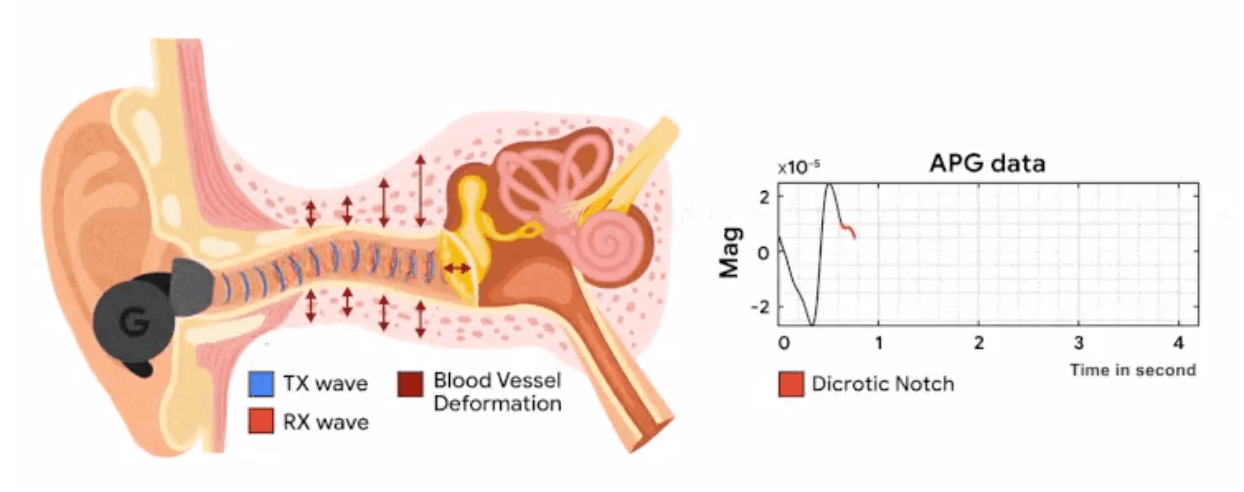 G
TX wave
RX wave
Blood Vessel
Deformation
APG data
×10⁻⁵
Mag
2
0
-2
0 1 2 3 4
Time in second
Dicrotic Notch